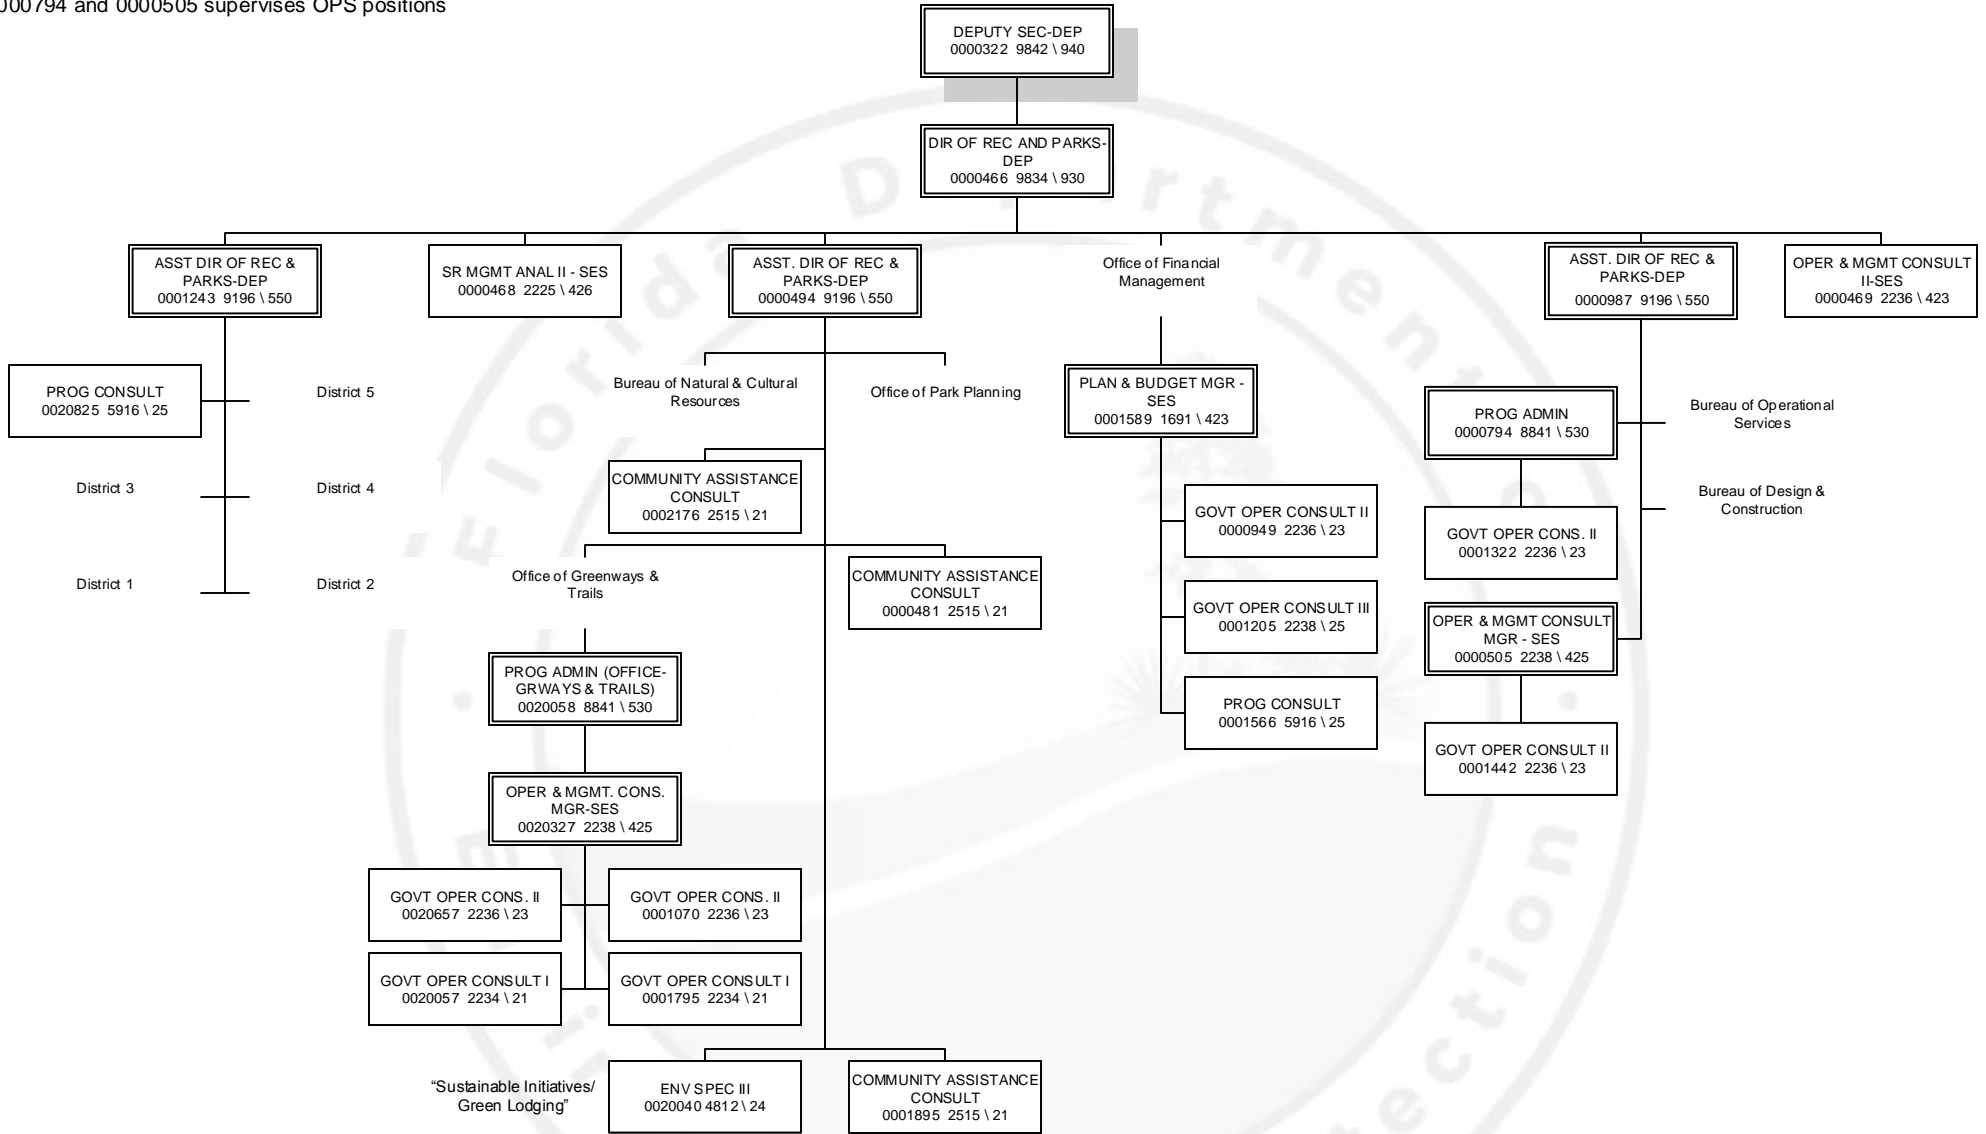 000794 and 0000505 supervises OPS positions
DEPUTY SEC-DEP
0000322 9842 \ 940
DIR OF REC AND PARKS-
DEP
0000466 9834 \ 930
ASST DIR OF REC &
PARKS-DEP
0001243 9196 \ 550
SR MGMT ANAL II - SES
0000468 2225 \ 426
ASST. DIR OF REC &
PARKS-DEP
0000494 9196 \ 550
Office of Financial
Management
ASST. DIR OF REC &
PARKS-DEP
0000987 9196 \ 550
OPER & MGMT CONSULT
II-SES
0000469 2236 \ 423
PROG CONSULT
0020825 5916 \ 25
District 5
Bureau of Natural & Cultural
Resources
Office of Park Planning
PLAN & BUDGET MGR -
SES
0001589 1691 \ 423
PROG ADMIN
0000794 8841 \ 530
Bureau of Operational
Services
District 3
District 4
COMMUNITY ASSISTANCE
CONSULT
0002176 2515 \ 21
GOVT OPER CONSULT II
0000949 2236 \ 23
GOVT OPER CONS. II
0001322 2236 \ 23
Bureau of Design &
Construction
District 1
District 2
Office of Greenways &
Trails
COMMUNITY ASSISTANCE
CONSULT
0000481 2515 \ 21
GOVT OPER CONSULT III
0001205 2238 \ 25
OPER & MGMT CONSULT
MGR - SES
0000505 2238 \ 425
PROG ADMIN (OFFICE-
GRWAYS & TRAILS)
0020058 8841 \ 530
PROG CONSULT
0001566 5916 \ 25
GOVT OPER CONSULT II
0001442 2236 \ 23
OPER & MGMT. CONS.
MGR-SES
0020327 2238 \ 425
GOVT OPER CONS. II
0020657 2236 \ 23
GOVT OPER CONS. II
0001070 2236 \ 23
GOVT OPER CONSULT I
0020057 2234 \ 21
GOVT OPER CONSULT I
0001795 2234 \ 21
“Sustainable Initiatives/
Green Lodging”
ENV SPEC III
0020040 4812 \ 24
COMMUNITY ASSISTANCE
CONSULT
0001895 2515 \ 21